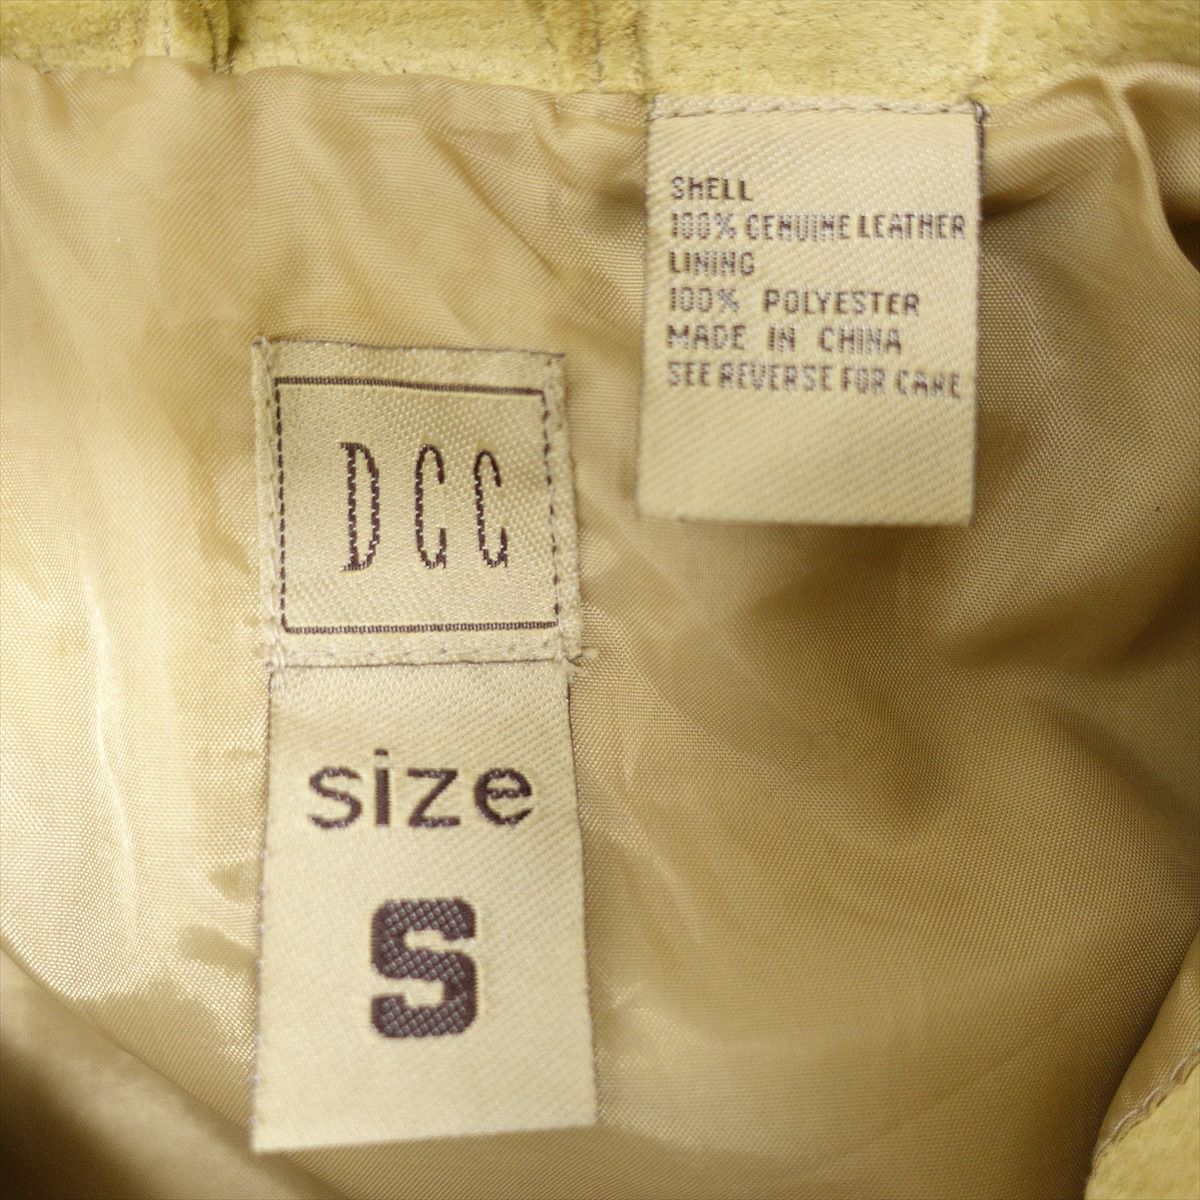 SHELL
100% GENUINE LEATHER
LINING
100% POLYESTER
MADE IN CHINA
SEE REVERSE FOR CARE
DCC
size
S